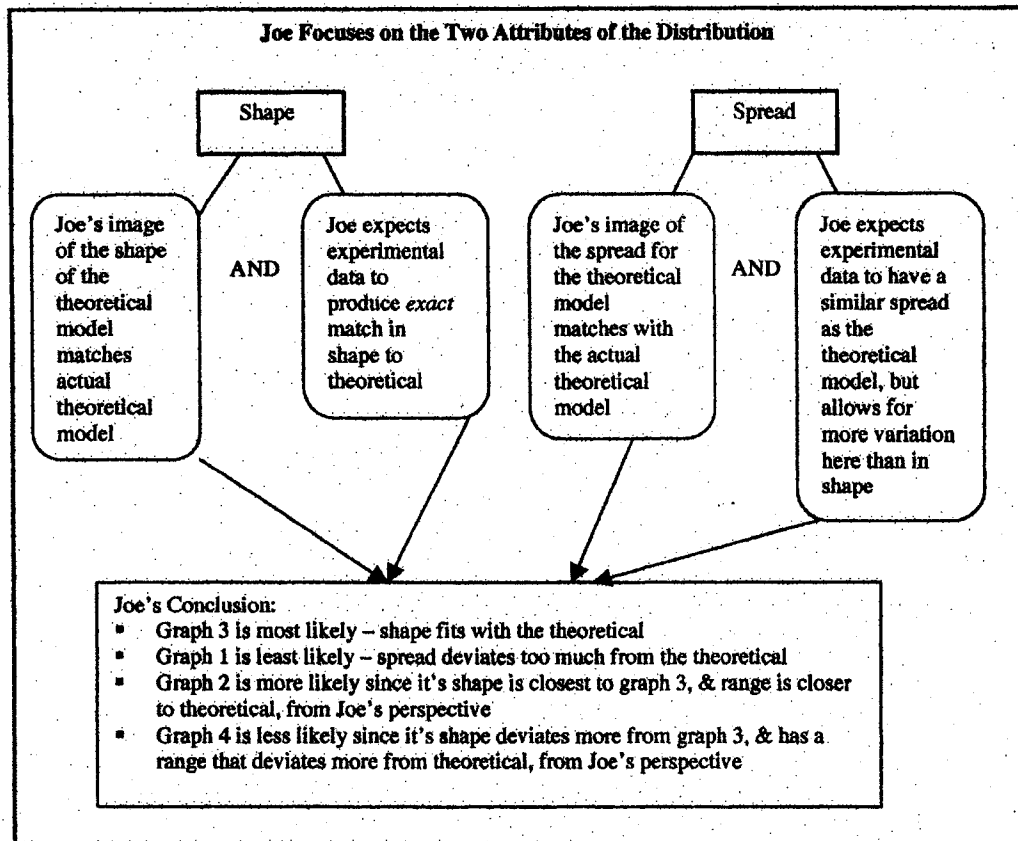 Joe Focuses on the Two Attributes of the Distribution
Shape
Spread
Joe's image
of the shape
of the
theoretical
model
matches
actual
theoretical
model
AND
Joe expects
experimental
data to
produce exact
match in
shape to
theoretical
Joe's image of
the spread for
the theoretical
model
matches with
the actual
theoretical
model
AND
Joe expects
experimental
data to have a
similar spread
as the
theoretical
model, but
allows for
more variation
here than in
shape
Joe's Conclusion:
▪ Graph 3 is most likely – shape fits with the theoretical
▪ Graph 1 is least likely – spread deviates too much from the theoretical
▪ Graph 2 is more likely since it's shape is closest to graph 3, & range is closer
to theoretical, from Joe's perspective
▪ Graph 4 is less likely since it's shape deviates more from graph 3, & has a
range that deviates more from theoretical, from Joe's perspective